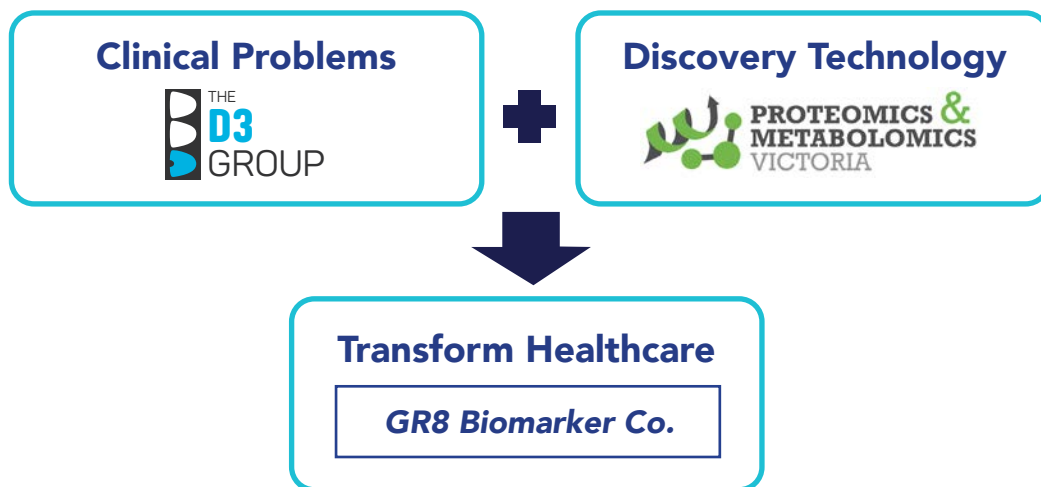 Clinical Problems
THE
D3
GROUP
Discovery Technology
PROTEOMICS &
METABOLOMICS
VICTORIA
Transform Healthcare
GR8 Biomarker Co.